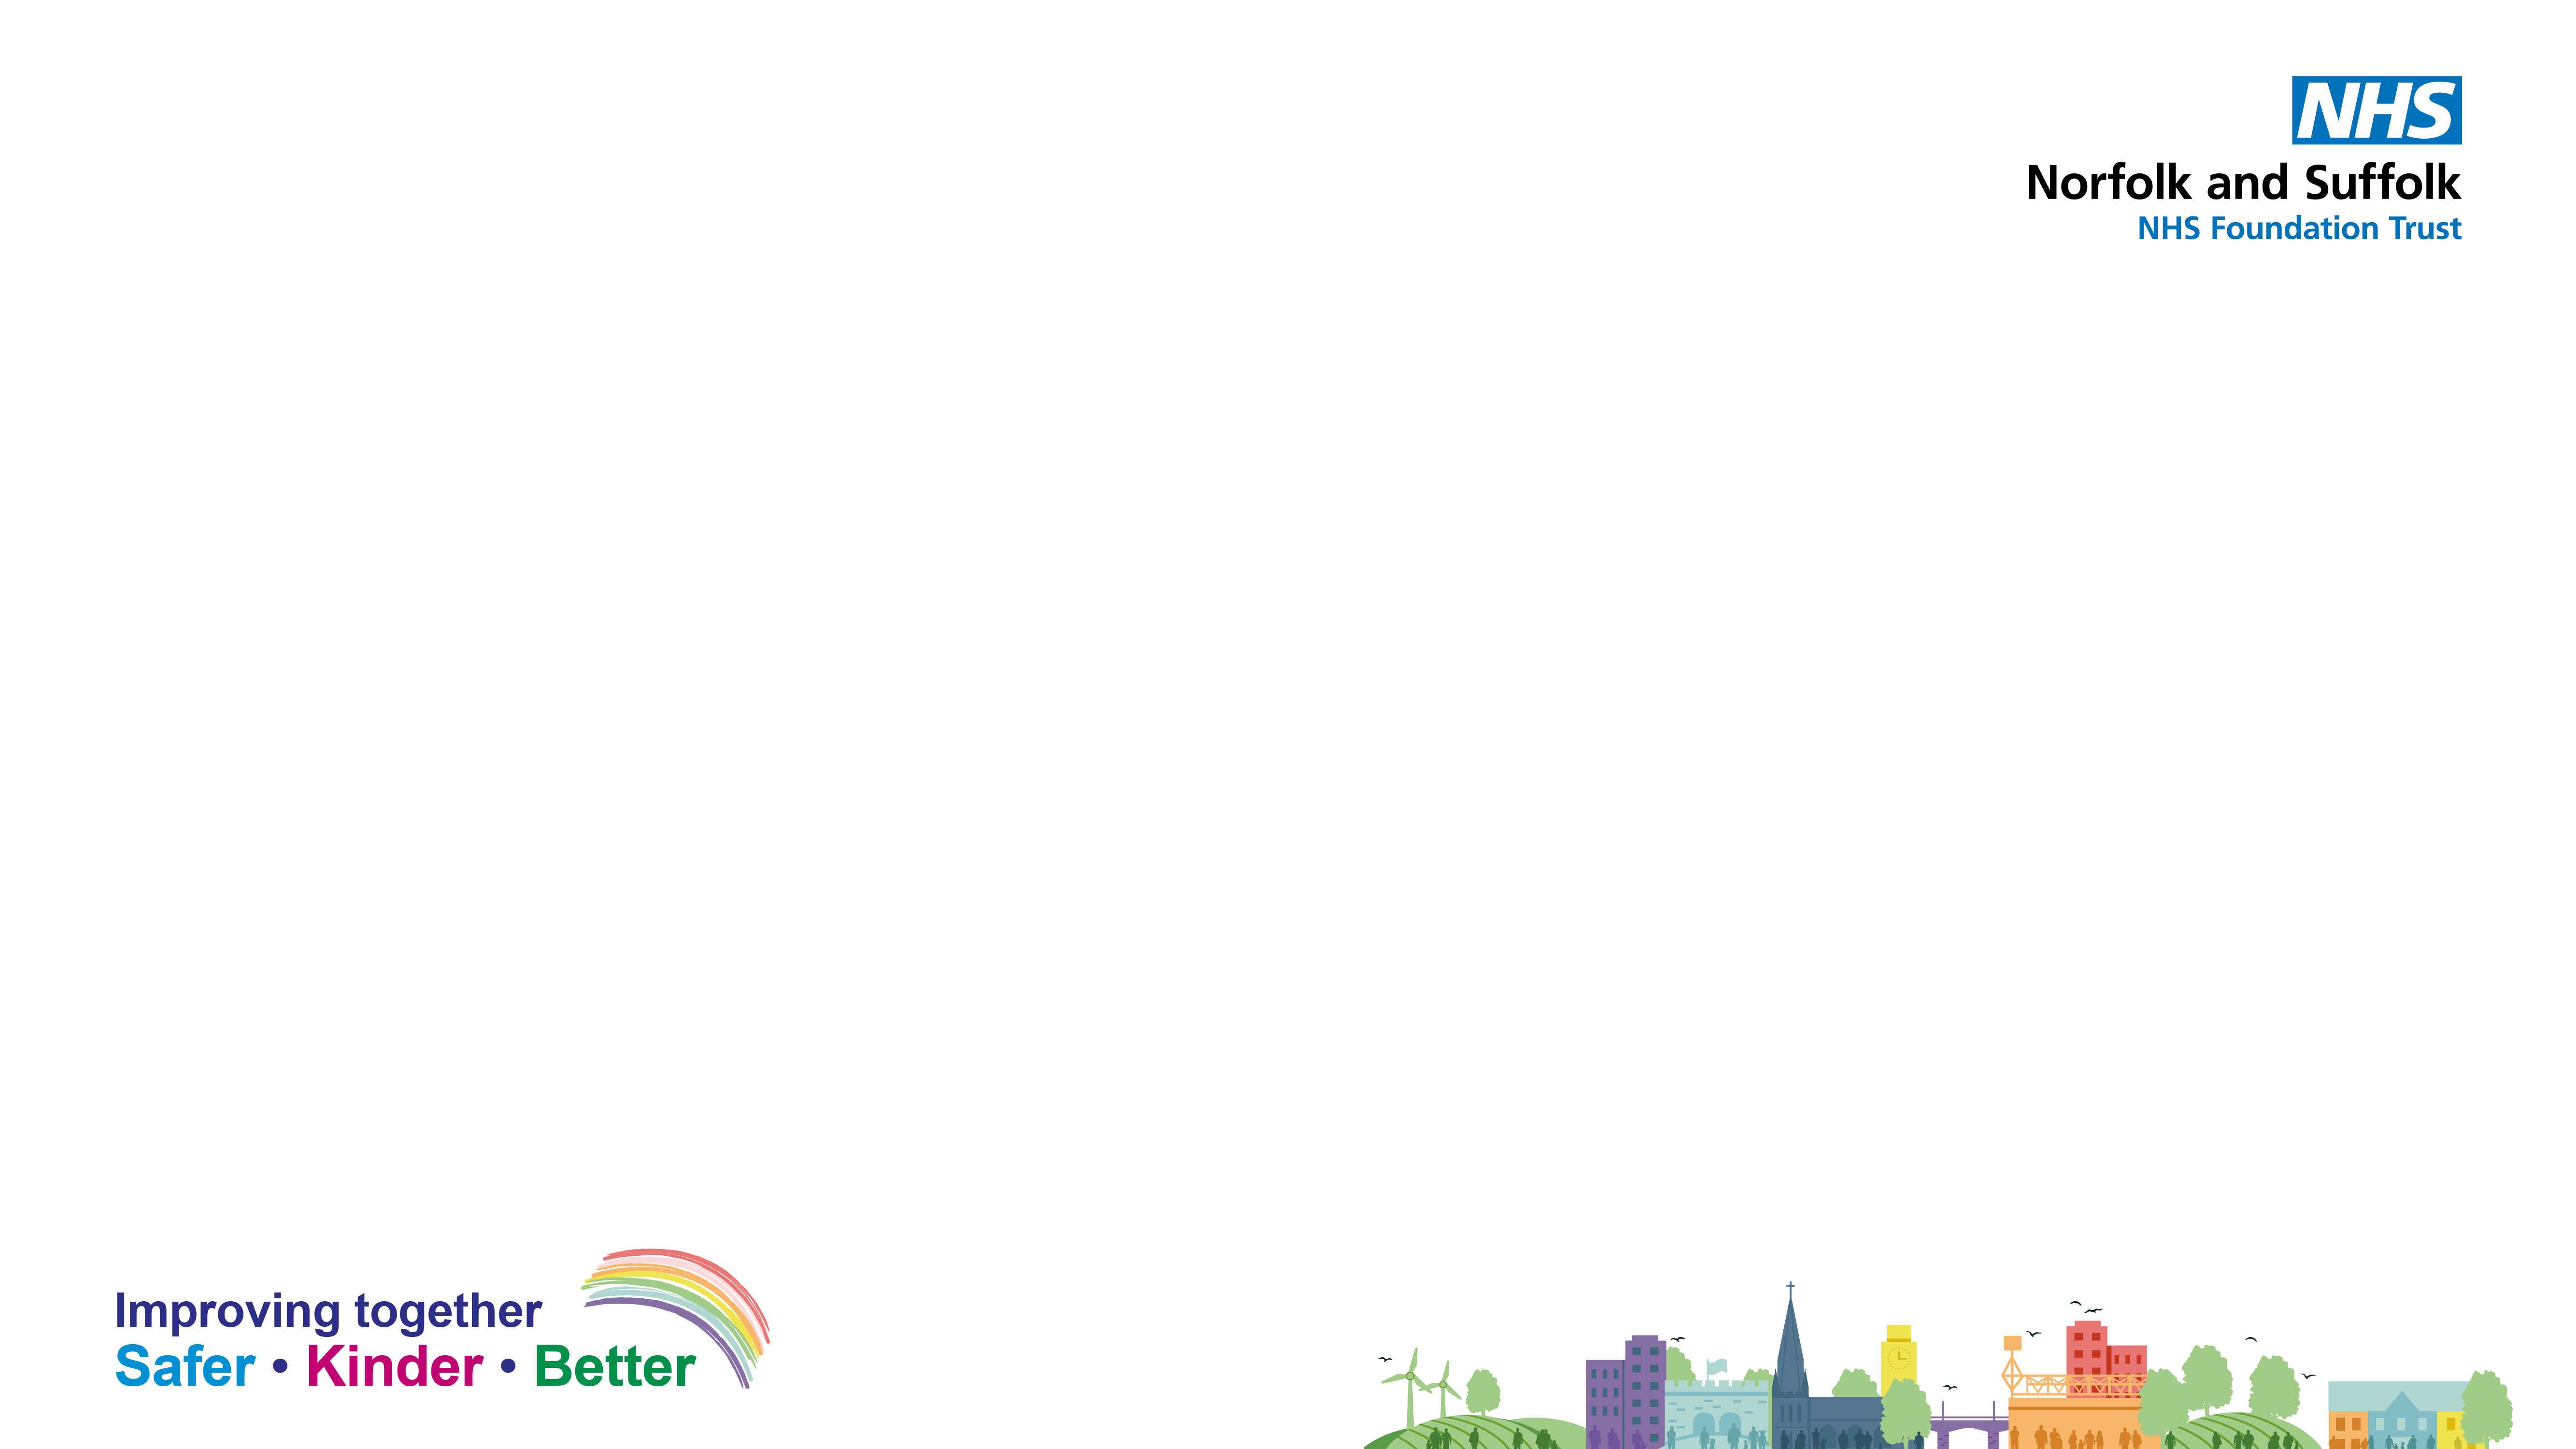 NHS
Norfolk and Suffolk
NHS Foundation Trust
Improving together
Safer • Kinder • Better